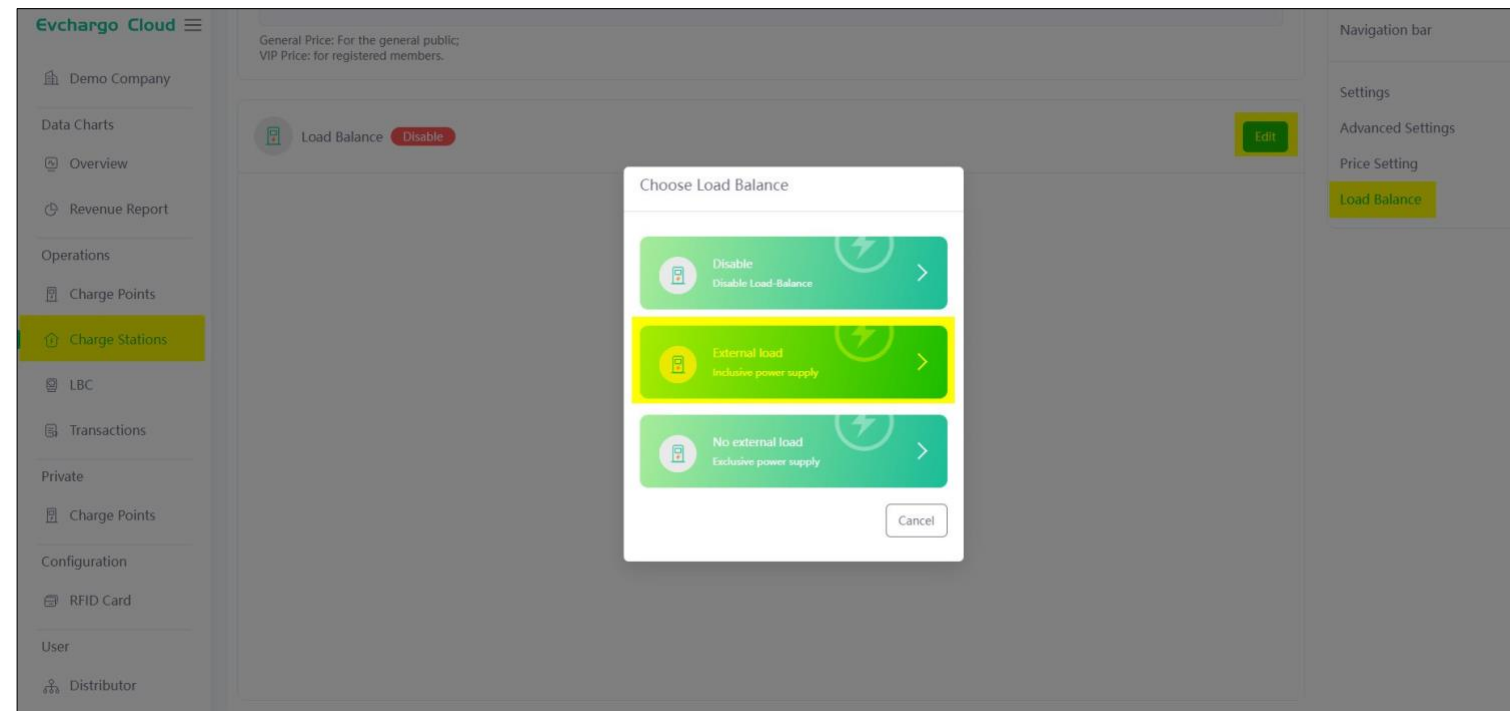 Evchargo Cloud
Demo Company
Data Charts
Overview
Revenue Report
Operations
Charge Points
Charge Stations
LBC
Transactions
Private
Charge Points
Configuration
RFID Card
User
Distributor
General Price: For the general public;
VIP Price: for registered members.
Load Balance Disable
Edit
Choose Load Balance
Disable
Disable Load-Balance
External load
Inclusive power supply
No external load
Exclusive power supply
Cancel
Navigation bar
Settings
Advanced Settings
Price Setting
Load Balance